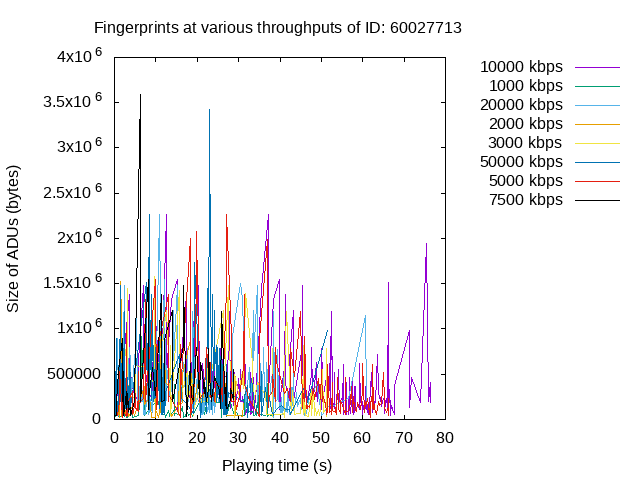 Fingerprints at various throughputs of ID: 60027713
4x10^6
3.5x10^6
3x10^6
2.5x10^6
2x10^6
1.5x10^6
1x10^6
500000
0
0 10 20 30 40 50 60 70 80
Size of ADUs (bytes)
Playing time (s)
10000 kbps
1000 kbps
20000 kbps
2000 kbps
3000 kbps
50000 kbps
5000 kbps
7500 kbps